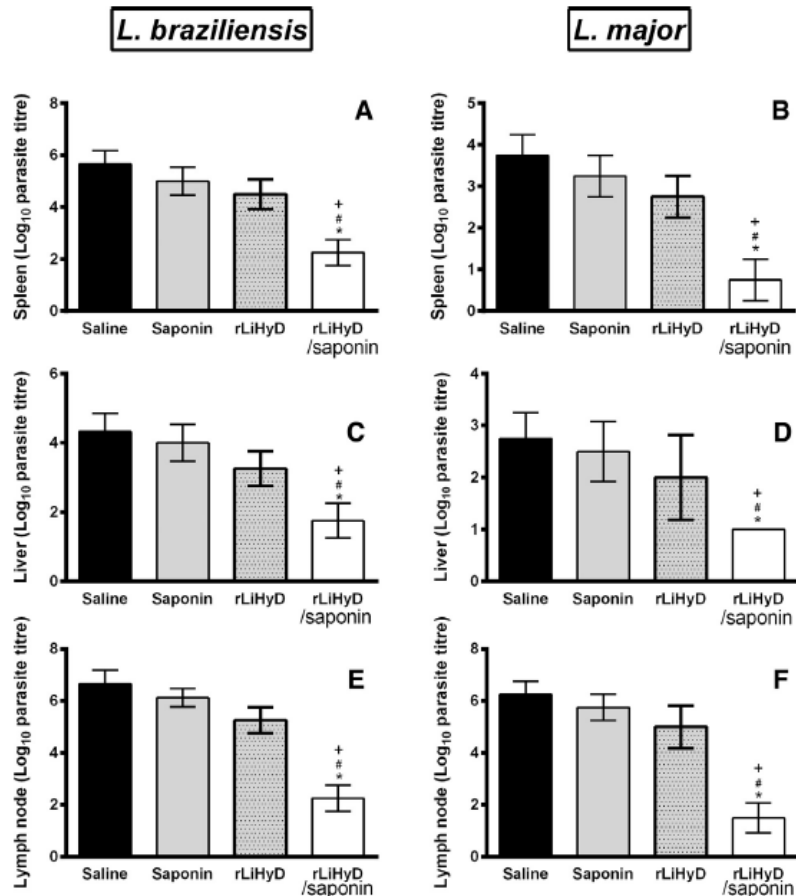 L. braziliensis
L. major
A
Spleen (Log10 parasite titre)
8
6
4
2
0
+
#
*
Saline Saponin rLiHyD rLiHyD
/saponin
B
Spleen (Log10 parasite titre)
5
4
3
2
1
0
+
#
*
Saline Saponin rLiHyD rLiHyD
/saponin
C
Liver (Log10 parasite titre)
6
4
2
0
+
#
*
Saline Saponin rLiHyD rLiHyD
/saponin
D
Liver (Log10 parasite titre)
4
3
2
1
0
+
#
*
Saline Saponin rLiHyD rLiHyD
/saponin
E
Lymph node (Log10 parasite titre)
8
6
4
2
0
+
#
*
Saline Saponin rLiHyD rLiHyD
/saponin
F
Lymph node (Log10 parasite titre)
8
6
4
2
0
+
#
*
Saline Saponin rLiHyD rLiHyD
/saponin